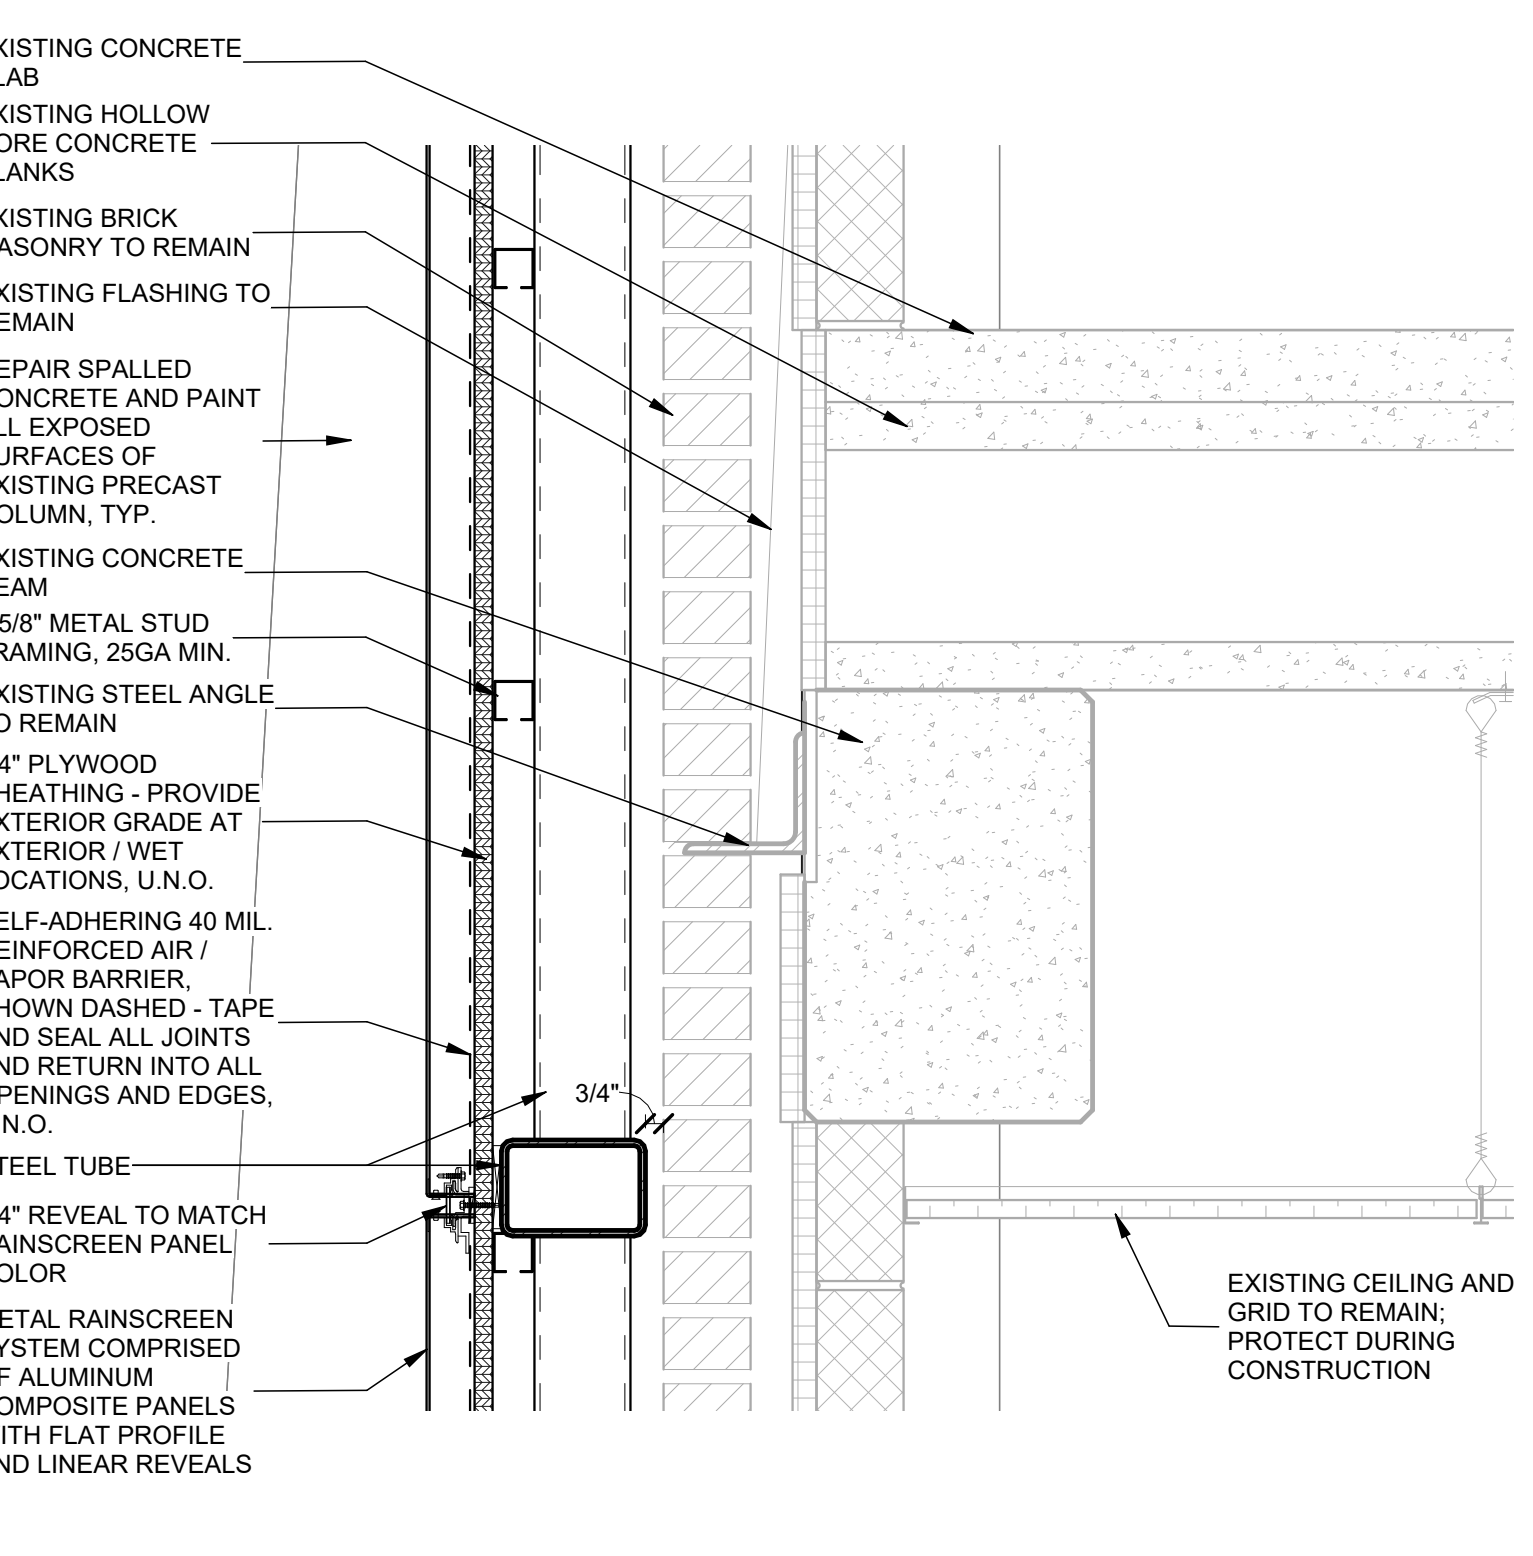 XISTING CONCRETE
LAB
XISTING HOLLOW
ORE CONCRETE
LANKS
XISTING BRICK
ASONRY TO REMAIN
XISTING FLASHING TO
EMAIN
EPAIR SPALLED
ONCRETE AND PAINT
LL EXPOSED
URFACES OF
XISTING PRECAST
OLUMN, TYP.
XISTING CONCRETE
EAM
5/8" METAL STUD
RAMING, 25GA MIN.
XISTING STEEL ANGLE
O REMAIN
4" PLYWOOD
HEATHING - PROVIDE
XTERIOR GRADE AT
XTERIOR / WET
OCATIONS, U.N.O.
ELF-ADHERING 40 MIL.
EINFORCED AIR /
APOR BARRIER,
HOWN DASHED - TAPE
ND SEAL ALL JOINTS
ND RETURN INTO ALL
PENINGS AND EDGES,
.N.O.
TEEL TUBE
4" REVEAL TO MATCH
AINSCREEN PANEL
OLOR
ETAL RAINSCREEN
YSTEM COMPRISED
F ALUMINUM
OMPOSITE PANELS
ITH FLAT PROFILE
ND LINEAR REVEALS
3/4"
EXISTING CEILING AND
GRID TO REMAIN;
PROTECT DURING
CONSTRUCTION